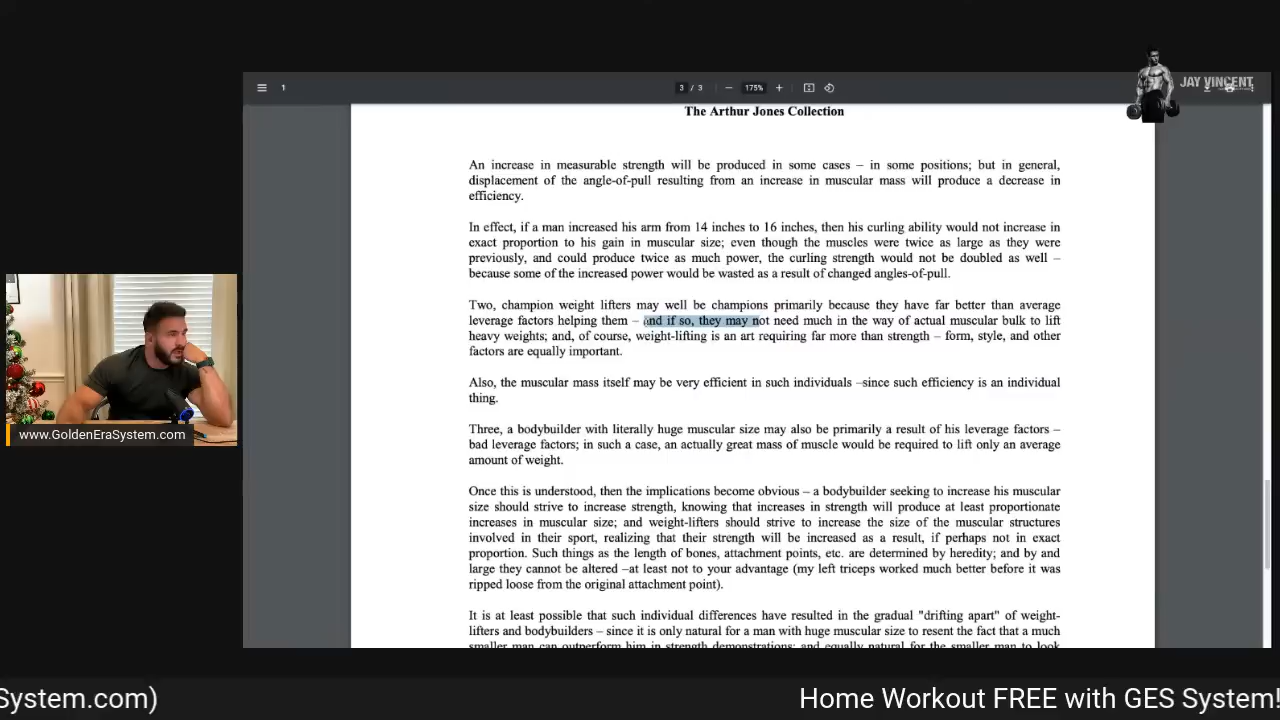 1
3 / 3
175%
JAY VINCENT
The Arthur Jones Collection
An increase in measurable strength will be produced in some cases – in some positions; but in general,
displacement of the angle-of-pull resulting from an increase in muscular mass will produce a decrease in
efficiency.
In effect, if a man increased his arm from 14 inches to 16 inches, then his curling ability would not increase in
exact proportion to his gain in muscular size; even though the muscles were twice as large as they were
previously, and could produce twice as much power, the curling strength would not be doubled as well –
because some of the increased power would be wasted as a result of changed angles-of-pull.
Two, champion weight lifters may well be champions primarily because they have far better than average
leverage factors helping them – and if so, they may not need much in the way of actual muscular bulk to lift
heavy weights; and, of course, weight-lifting is an art requiring far more than strength – form, style, and other
factors are equally important.
Also, the muscular mass itself may be very efficient in such individuals –since such efficiency is an individual
thing.
Three, a bodybuilder with literally huge muscular size may also be primarily a result of his leverage factors –
bad leverage factors; in such a case, an actually great mass of muscle would be required to lift only an average
amount of weight.
Once this is understood, then the implications become obvious – a bodybuilder seeking to increase his muscular
size should strive to increase strength, knowing that increases in strength will produce at least proportionate
increases in muscular size; and weight-lifters should strive to increase the size of the muscular structures
involved in their sport, realizing that their strength will be increased as a result, if perhaps not in exact
proportion. Such things as the length of bones, attachment points, etc. are determined by heredity; and by and
large they cannot be altered –at least not to your advantage (my left triceps worked much better before it was
ripped loose from the original attachment point).
It is at least possible that such individual differences have resulted in the gradual "drifting apart" of weight-
lifters and bodybuilders – since it is only natural for a man with huge muscular size to resent the fact that a much
smaller man can outperform him in strength demonstrations; and equally natural for the smaller man to look
www.GoldenEraSystem.com
System.com)
Home Workout FREE with GES System!